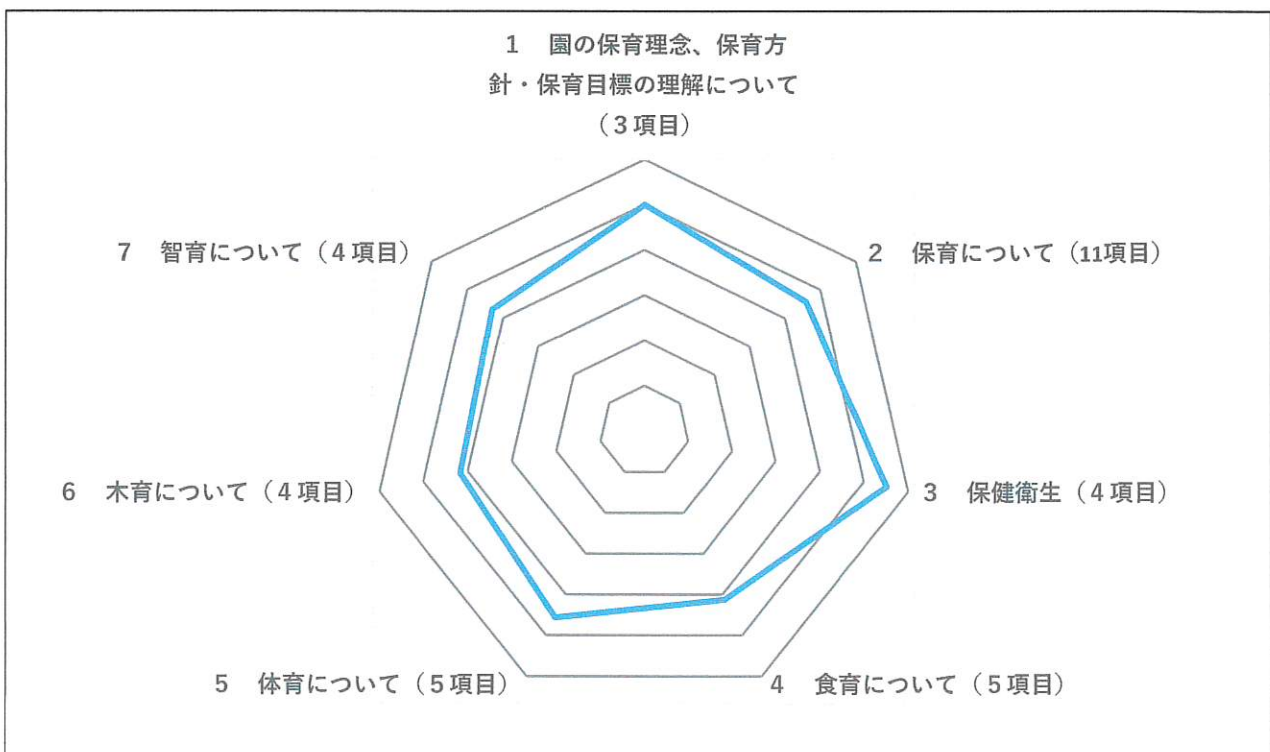 1 園の保育理念、保育方
針・保育目標の理解について
（３項目）
2 保育について（11項目）
3 保健衛生（４項目）
4 食育について（５項目）
5 体育について（５項目）
6 木育について（４項目）
7 智育について（４項目）